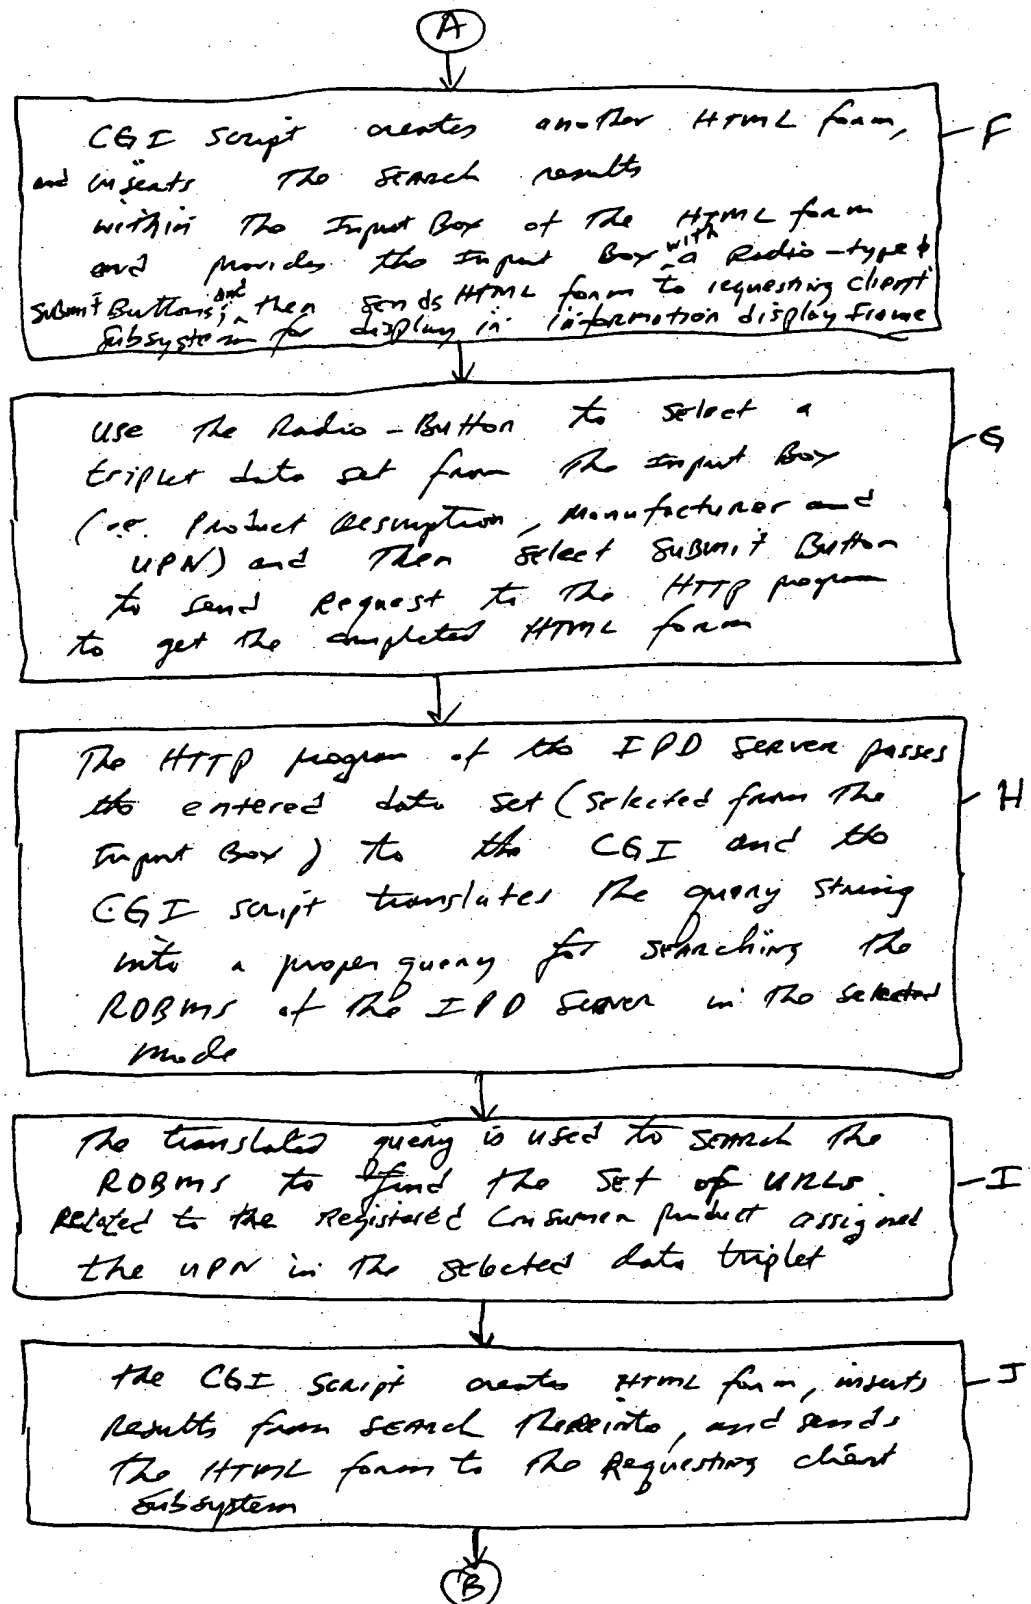 A
CGI script creates another HTML form, F
and inserts the search results
within the Input Box of the HTML form
and provides the Input Box with a Radio-type &
submit Buttons; and then sends HTML form to requesting client
subsystem for display in information display frame
use the Radio-Button to select a
triplet data set from the Input Box G
(i.e. Product Description, Manufacturer and
UPN) and then select Submit Button
to send Request to the HTTP program
to get the completed HTML form
The HTTP program of the IPD server passes
the entered data set (selected from the H
Input Box) to the CGI and the
CGI script translates the query string
into a proper query for searching the
RDBMS of the IPD Server in the selected
mode
The translated query is used to search the
RDBMS to find the set of URLs I
Related to the registered Consumer product assigned
the UPN in the selected data triplet
the CGI script creates HTML form, inserts J
Results from search thereinto, and sends
the HTML form to the Requesting client
subsystem
B